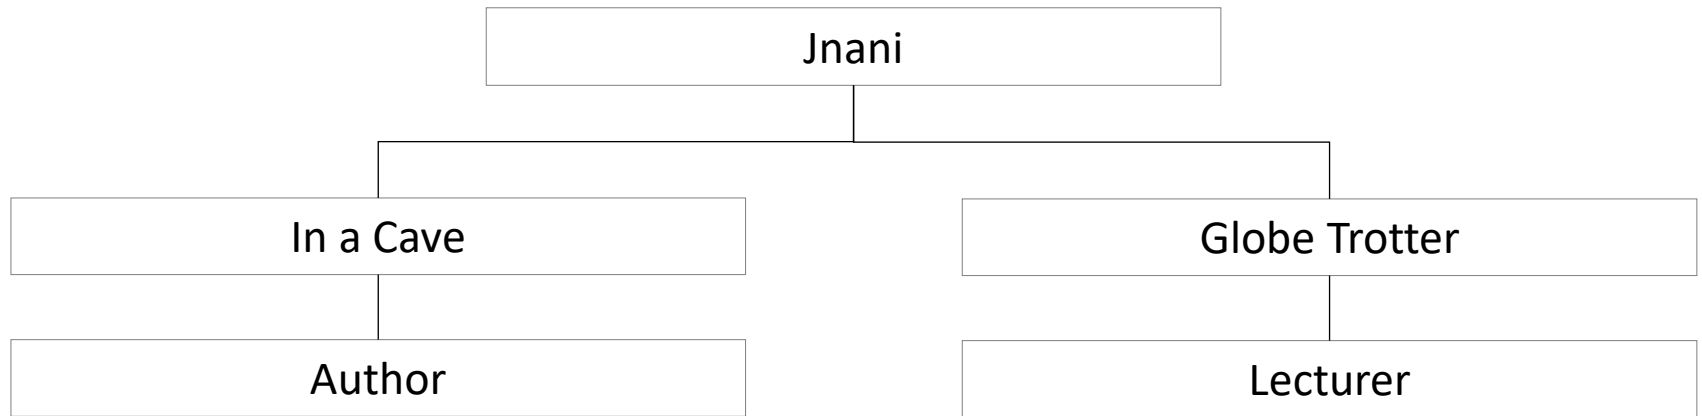 Jnani
In a Cave
Globe Trotter
Author
Lecturer